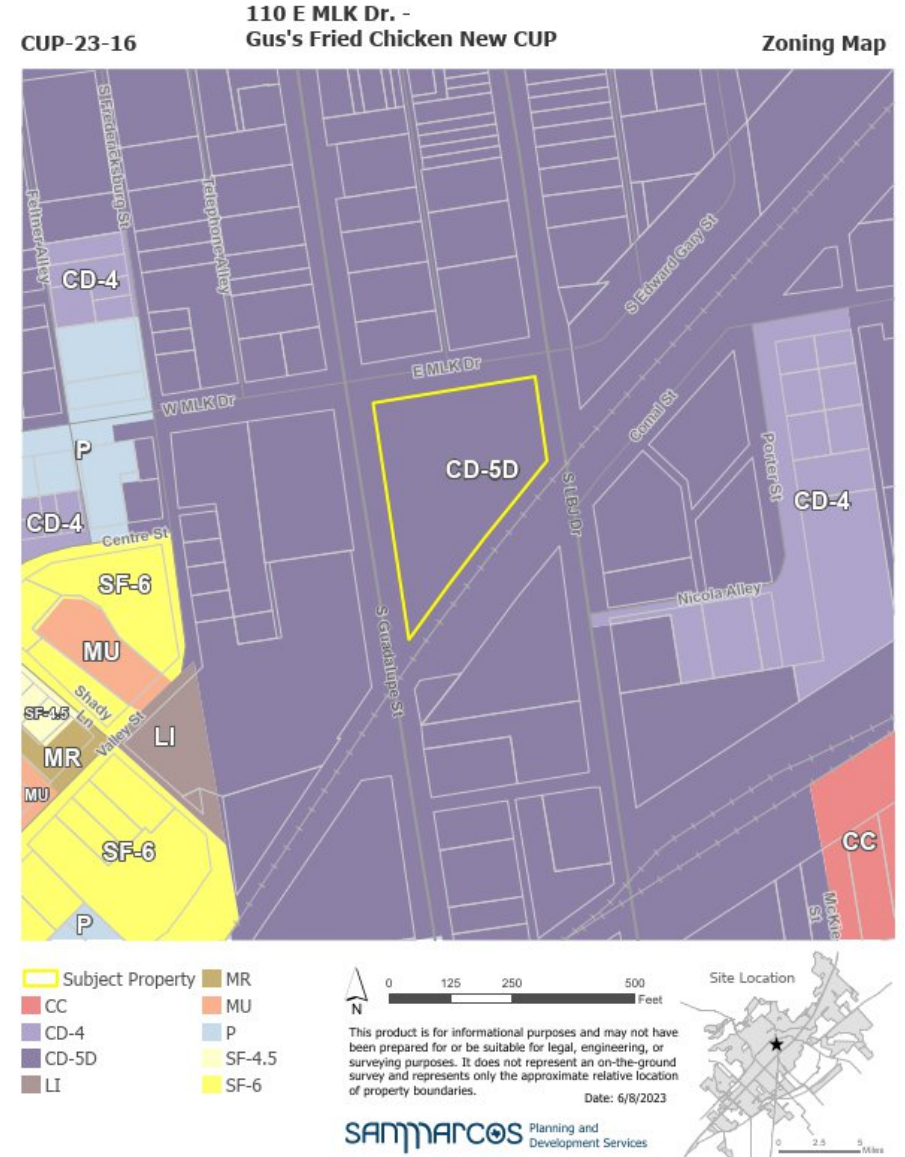 110 E MLK Dr. -
CUP-23-16
Gus's Fried Chicken New CUP
Zoning Map
S Fredericksburg St
Feltner Alley
Telephone Alley
CD-4
S Edward Gary St
E MLK Dr
W MLK Dr
Comal St
P
CD-5D
Porter St
CD-4
S LBJ Dr
CD-4
Centre St
SF-6
Nicola Alley
MU
S Guadalupe St
Shady
Ln
SF-4.5
Valley St
LI
MR
MU
SF-6
CC
McKie
St
P
Subject Property
CC
CD-4
CD-5D
LI
MR
MU
P
SF-4.5
SF-6
N
0 125 250 500
Feet
This product is for informational purposes and may not have
been prepared for or be suitable for legal, engineering, or
surveying purposes. It does not represent an on-the-ground
survey and represents only the approximate relative location
of property boundaries.
Date: 6/8/2023
SANMARCOS
Planning and
Development Services
Site Location
0 2.5 5
Miles